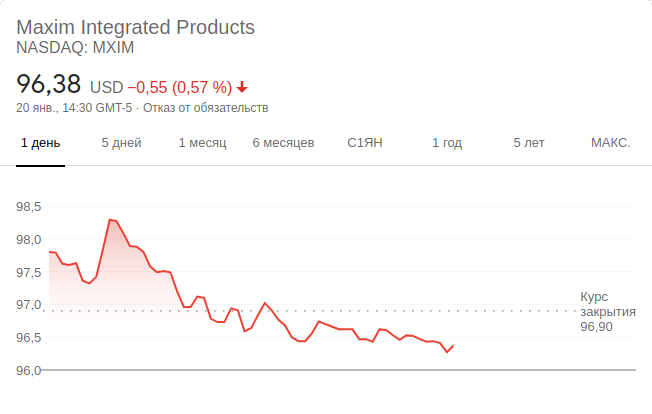 Maxim Integrated Products
NASDAQ: MXIM
96,38 USD −0,55 (0,57 %)
20 янв., 14:30 GMT-5 · Отказ от обязательств
1 день 5 дней 1 месяц 6 месяцев С1ЯН 1 год 5 лет МАКС.
98,5
98,0
97,5
97,0
96,5
96,0
Курс
закрытия
96,90